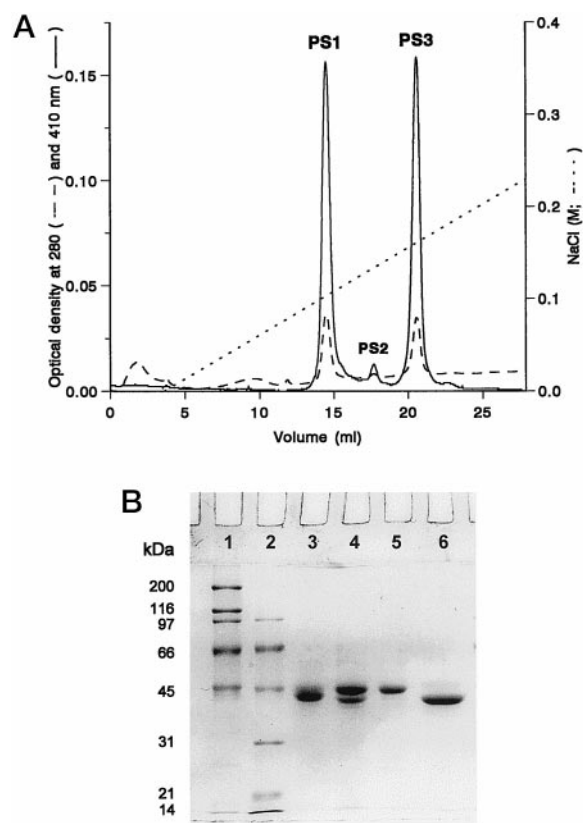 A
PS1
PS2
PS3
Optical density at 280 ( — — ) and 410 nm ( —— )
0.15
0.10
0.05
0.00
0.4
0.3
0.2
0.1
0.0
NaCl (M; - - - - )
0 5 10 15 20 25
Volume (ml)
B
kDa
1 2 3 4 5 6
200
116
97
66
45
31
21
14